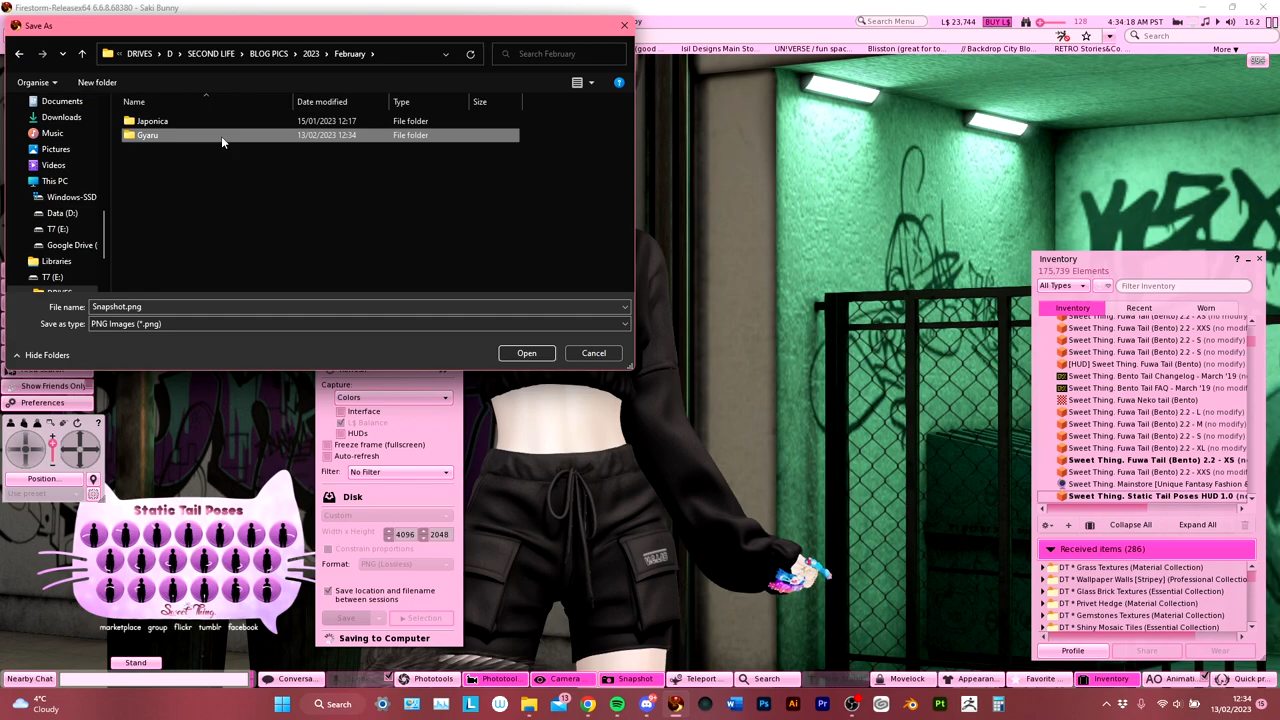 Firestorm-Releasex64 6.6.8.68380 - Saki Bunny
Save As
DRIVES > D > SECOND LIFE > BLOG PICS > 2023 > February >
Search February
Organise
New folder
Name
Date modified
Type
Size
Documents
Downloads
Music
Pictures
Videos
This PC
Windows-SSD
Data (D:)
T7 (E:)
Google Drive (
Libraries
T7 (E:)
Japonica
15/01/2023 12:17
File folder
Gyaru
13/02/2023 12:34
File folder
File name:
Snapshot.png
Save as type:
PNG Images (*.png)
Hide Folders
Open
Cancel
Search Menu
L$ 23,744
BUY L$
128
4:34:18 AM PST
16.2
Search
Isil Designs Main Sto...
UN!VERSE / fun spac...
Blisston (great for to...
// Backdrop City Blo...
RETRO Stories&Co. ...
More ▼
Show Friends Only
Preferences
Position...
Use preset
Capture:
Colors
Interface
L$ Balance
HUDs
Freeze frame (fullscreen)
Auto-refresh
Filter:
No Filter
Disk
Custom
Width x Height
4096
2048
Constrain proportions
Format:
PNG (Lossless)
Save location and filename
between sessions
Save
Selection
Saving to Computer
Static Tail Poses
Sweet Thing.
marketplace group flickr tumblr facebook
Stand
Inventory
175,739 Elements
All Types
Filter Inventory
Inventory
Recent
Worn
Sweet Thing. Fuwa Tail (Bento) 2.2 - XS (no modify)
Sweet Thing. Fuwa Tail (Bento) 2.2 - XXS (no modif
Sweet Thing. Fuwa Tail (Bento) 2.2 - S (no modify)
Sweet Thing. Fuwa Tail (Bento) 2.2 - S (no modify)
[HUD] Sweet Thing. Fuwa Tail (Bento) (no modify)
Sweet Thing. Bento Tail Changelog - March '19 (no
Sweet Thing. Bento Tail FAQ - March '19 (no modif
Sweet Thing. Fuwa Neko tail (Bento)
Sweet Thing. Fuwa Tail (Bento) 2.2 - L (no modify)
Sweet Thing. Fuwa Tail (Bento) 2.2 - M (no modify)
Sweet Thing. Fuwa Tail (Bento) 2.2 - S (no modify)
Sweet Thing. Fuwa Tail (Bento) 2.2 - XL (no modify
Sweet Thing. Fuwa Tail (Bento) 2.2 - XS (n
Sweet Thing. Fuwa Tail (Bento) 2.2 - XXS (no modif
Sweet Thing. Mainstore [Unique Fantasy Fashion &
Sweet Thing. Static Tail Poses HUD 1.0 (n
Collapse All
Expand All
Received items (286)
DT * Grass Textures (Material Collection)
DT * Wallpaper Walls [Stripey] (Professional Collectio
DT * Glass Brick Textures (Essential Collection)
DT * Privet Hedge (Material Collection)
DT * Gemstones Textures (Material Collection)
DT * Shiny Mosaic Tiles (Essential Collection)
Profile
Share
Wear
Nearby Chat
Conversa...
Phototools
Phototool...
Camera
Snapshot
Teleport ...
Search
Movelock
Appearan...
Favorite ...
Inventory
Animati...
Quick pr...
4°C
Cloudy
Search
13
12:34
13/02/2023